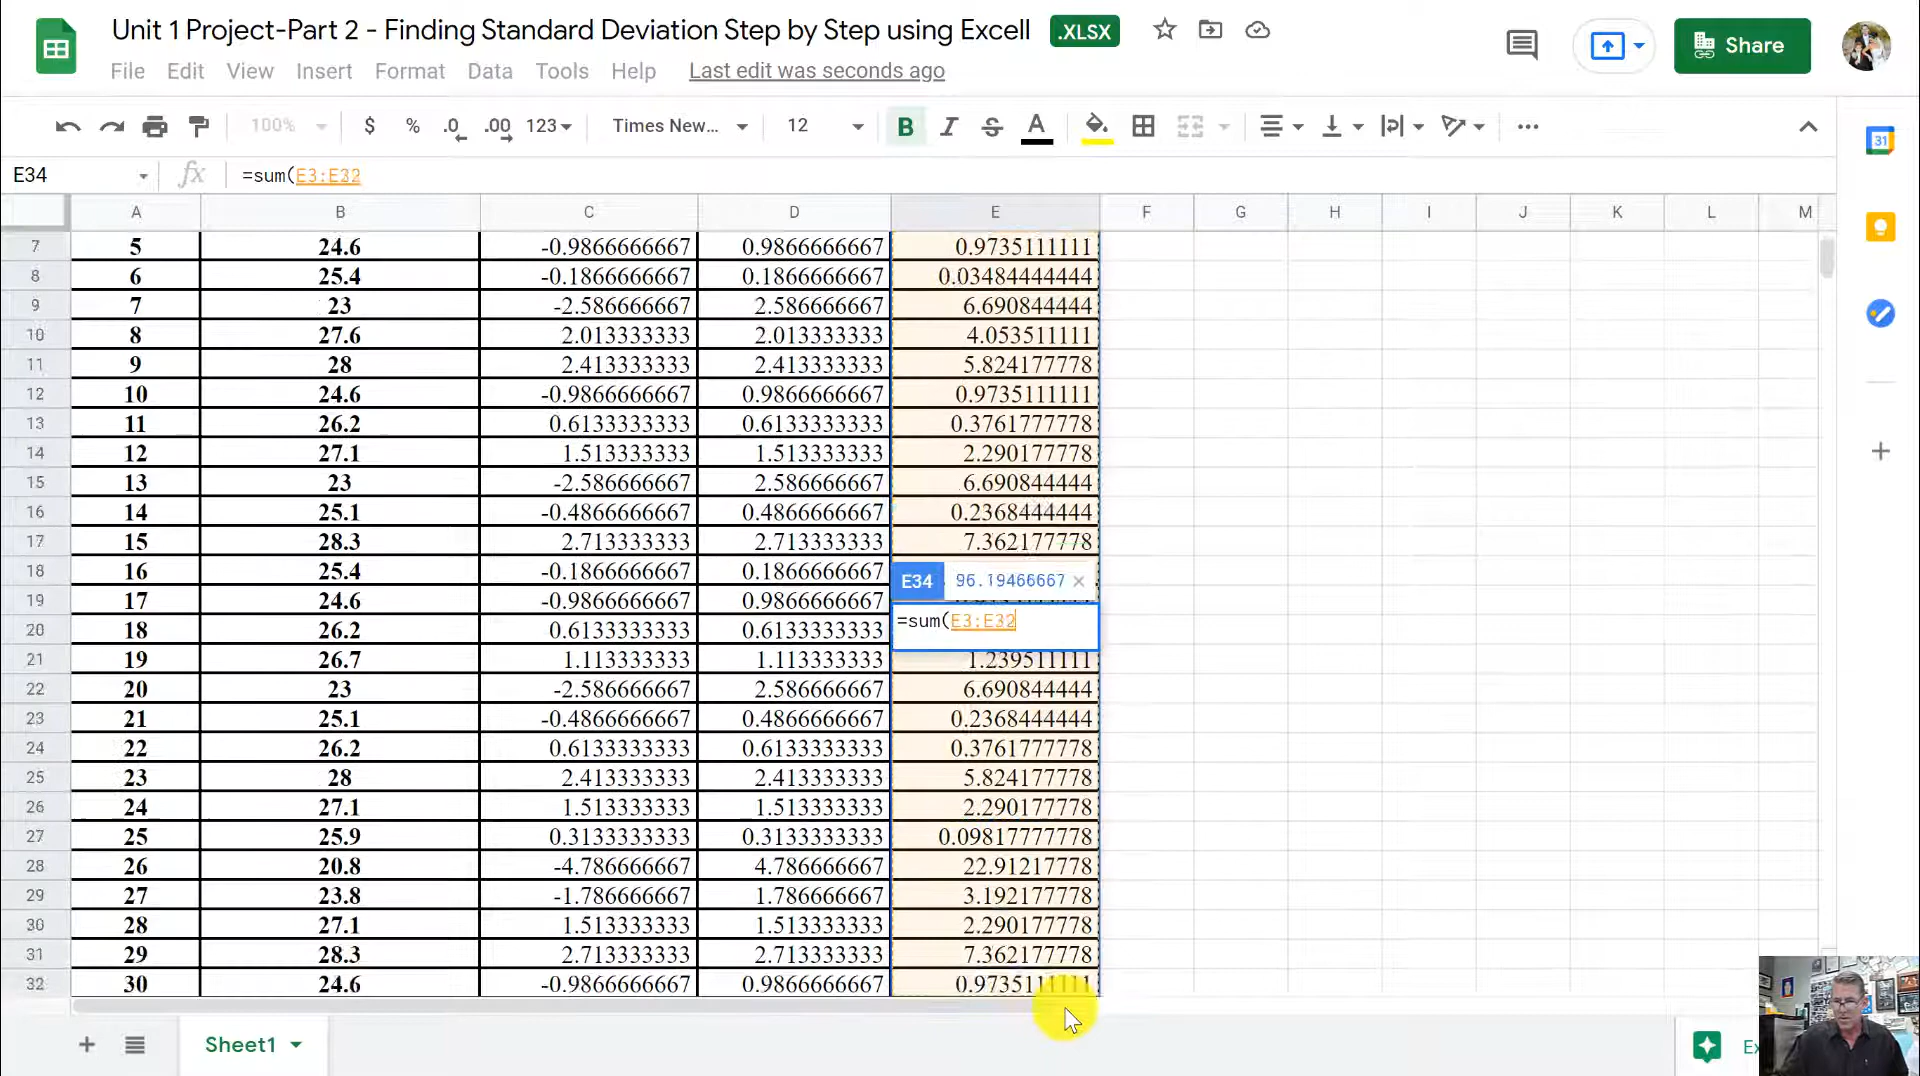 Unit 1 Project-Part 2 - Finding Standard Deviation Step by Step using Excell .XLSX
Share
File Edit View Insert Format Data Tools Help Last edit was seconds ago
100% $ % .0 .00 123 Times New... 12 B I S A
31
E34 fx =sum(E3:E32
A B C D E F G H I J K L M
7 5 24.6 -0.9866666667 0.9866666667 0.9735111111
8 6 25.4 -0.1866666667 0.1866666667 0.03484444444
9 7 23 -2.586666667 2.586666667 6.690844444
10 8 27.6 2.013333333 2.013333333 4.053511111
11 9 28 2.413333333 2.413333333 5.824177778
12 10 24.6 -0.9866666667 0.9866666667 0.9735111111
13 11 26.2 0.6133333333 0.6133333333 0.3761777778
14 12 27.1 1.513333333 1.513333333 2.290177778
15 13 23 -2.586666667 2.586666667 6.690844444
16 14 25.1 -0.4866666667 0.4866666667 0.2368444444
17 15 28.3 2.713333333 2.713333333 7.362177778
18 16 25.4 -0.1866666667 0.1866666667 E34 96.19466667 ×
19 17 24.6 -0.9866666667 0.9866666667
20 18 26.2 0.6133333333 0.6133333333 =sum(E3:E32
21 19 26.7 1.113333333 1.113333333 1.239511111
22 20 23 -2.586666667 2.586666667 6.690844444
23 21 25.1 -0.4866666667 0.4866666667 0.2368444444
24 22 26.2 0.6133333333 0.6133333333 0.3761777778
25 23 28 2.413333333 2.413333333 5.824177778
26 24 27.1 1.513333333 1.513333333 2.290177778
27 25 25.9 0.3133333333 0.3133333333 0.09817777778
28 26 20.8 -4.786666667 4.786666667 22.91217778
29 27 23.8 -1.786666667 1.786666667 3.192177778
30 28 27.1 1.513333333 1.513333333 2.290177778
31 29 28.3 2.713333333 2.713333333 7.362177778
32 30 24.6 -0.9866666667 0.9866666667 0.9735111111
Sheet1